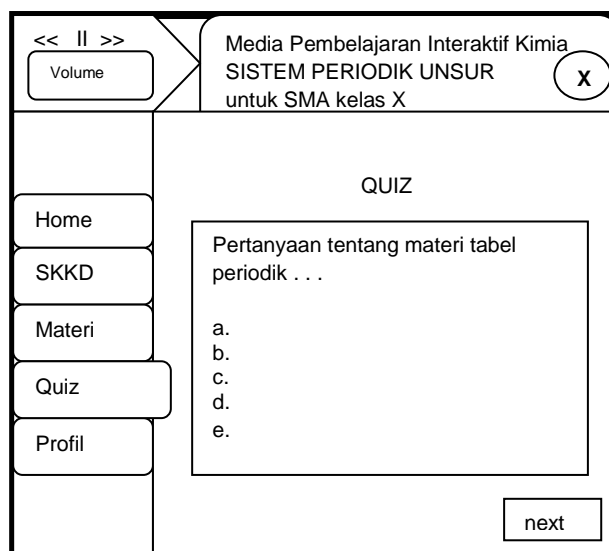 << II >>
Volume
Media Pembelajaran Interaktif Kimia
SISTEM PERIODIK UNSUR
untuk SMA kelas X
X
Home
SKKD
Materi
Quiz
Profil
QUIZ
Pertanyaan tentang materi tabel
periodik . . .
a.
b.
c.
d.
e.
next